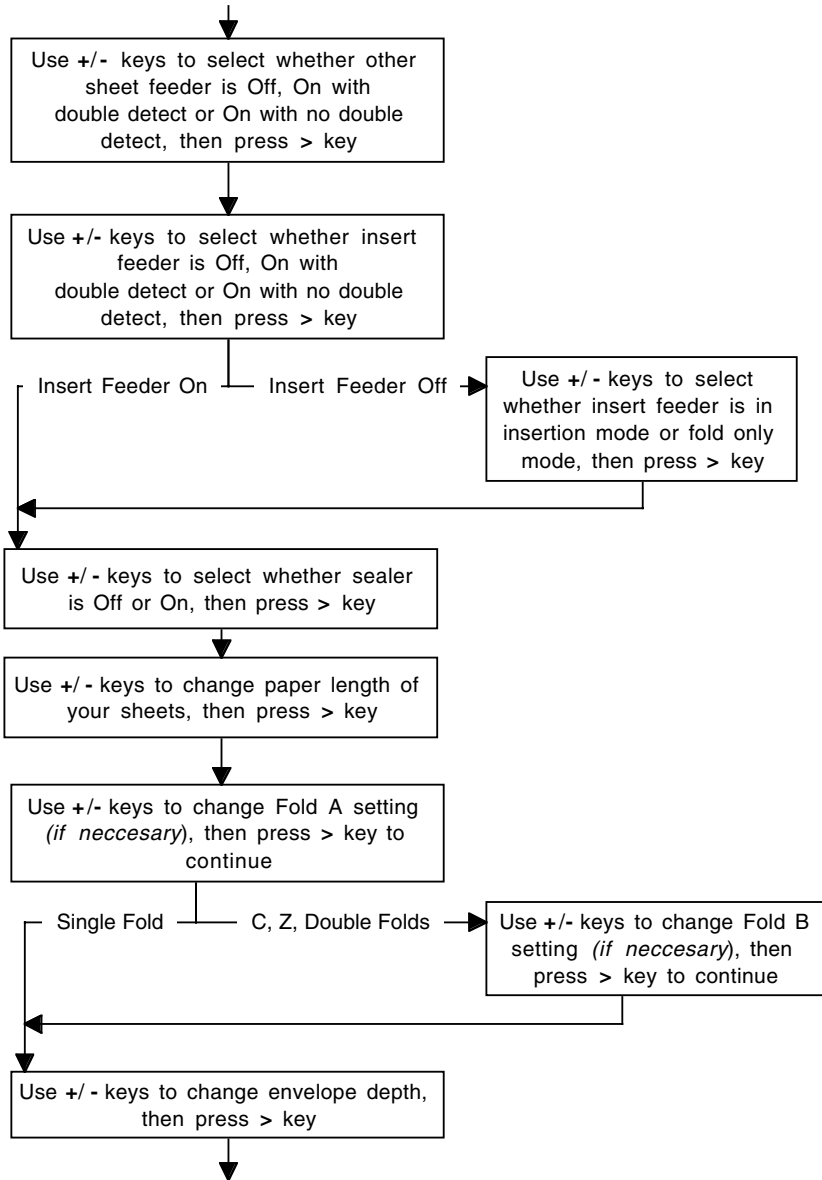 Use +/- keys to select whether other
sheet feeder is Off, On with
double detect or On with no double
detect, then press > key
Use +/- keys to select whether insert
feeder is Off, On with
double detect or On with no double
detect, then press > key
Insert Feeder On
Insert Feeder Off
Use +/- keys to select
whether insert feeder is in
insertion mode or fold only
mode, then press > key
Use +/- keys to select whether sealer
is Off or On, then press > key
Use +/- keys to change paper length of
your sheets, then press > key
Use +/- keys to change Fold A setting
(if neccesary), then press > key to
continue
Single Fold
C, Z, Double Folds
Use +/- keys to change Fold B
setting (if neccesary), then
press > key to continue
Use +/- keys to change envelope depth,
then press > key